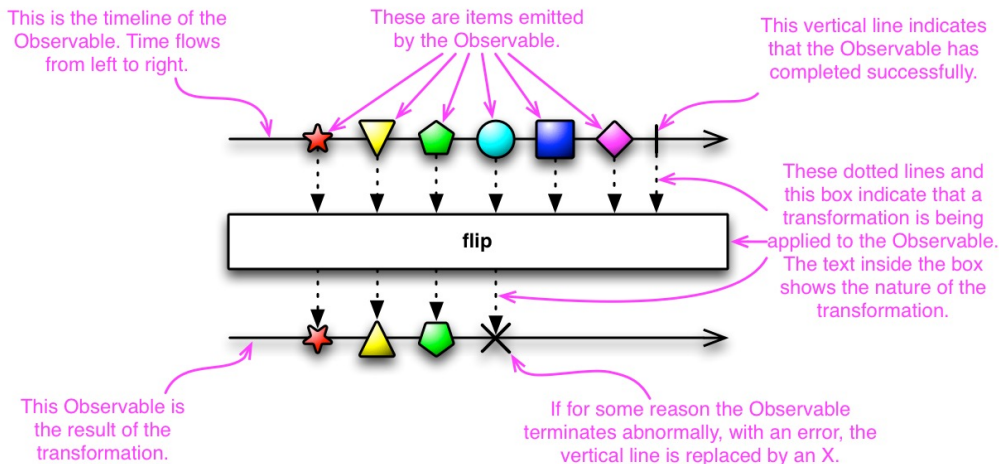 This is the timeline of the
Observable. Time flows
from left to right.
These are items emitted
by the Observable.
This vertical line indicates
that the Observable has
completed successfully.
These dotted lines and
this box indicate that a
transformation is being
applied to the Observable.
The text inside the box
shows the nature of the
transformation.
flip
This Observable is
the result of the
transformation.
If for some reason the Observable
terminates abnormally, with an error, the
vertical line is replaced by an X.